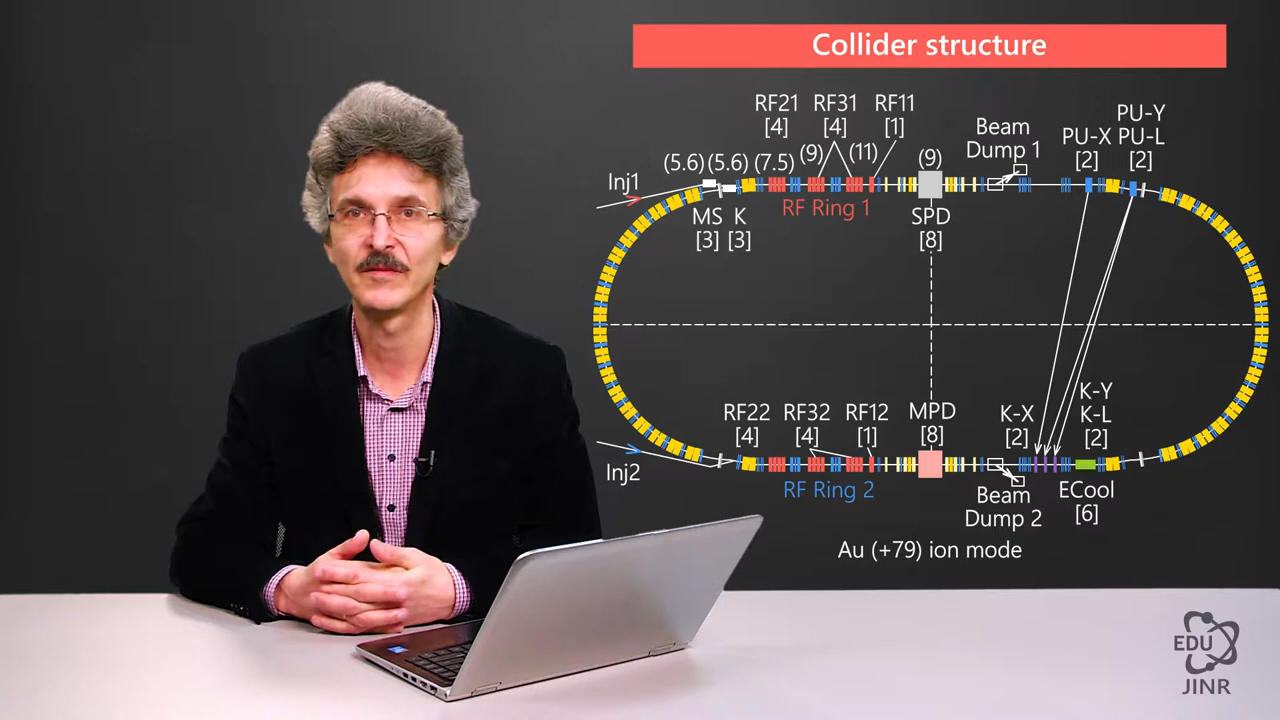 Collider structure
RF21
[4]
RF31
[4]
RF11
[1]
Beam
Dump 1
PU-X
[2]
PU-Y
PU-L
[2]
(5.6) (5.6) (7.5) (9) (11) (9)
Inj1
MS
[3]
K
[3]
RF Ring 1
SPD
[8]
RF22
[4]
RF32
[4]
RF12
[1]
MPD
[8]
K-X
[2]
K-Y
K-L
[2]
Inj2
RF Ring 2
Beam
Dump 2
ECool
[6]
Au (+79) ion mode
EDU
JINR